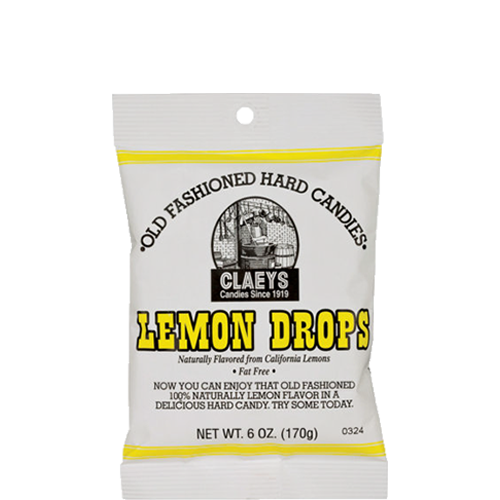 •OLD FASHIONED HARD CANDIES•
CLAEYS
Candies Since 1919
LEMON DROPS
Naturally Flavored from California Lemons
• Fat Free •
NOW YOU CAN ENJOY THAT OLD FASHIONED
100% NATURALLY LEMON FLAVOR IN A
DELICIOUS HARD CANDY. TRY SOME TODAY.
NET WT. 6 OZ. (170g)
0324